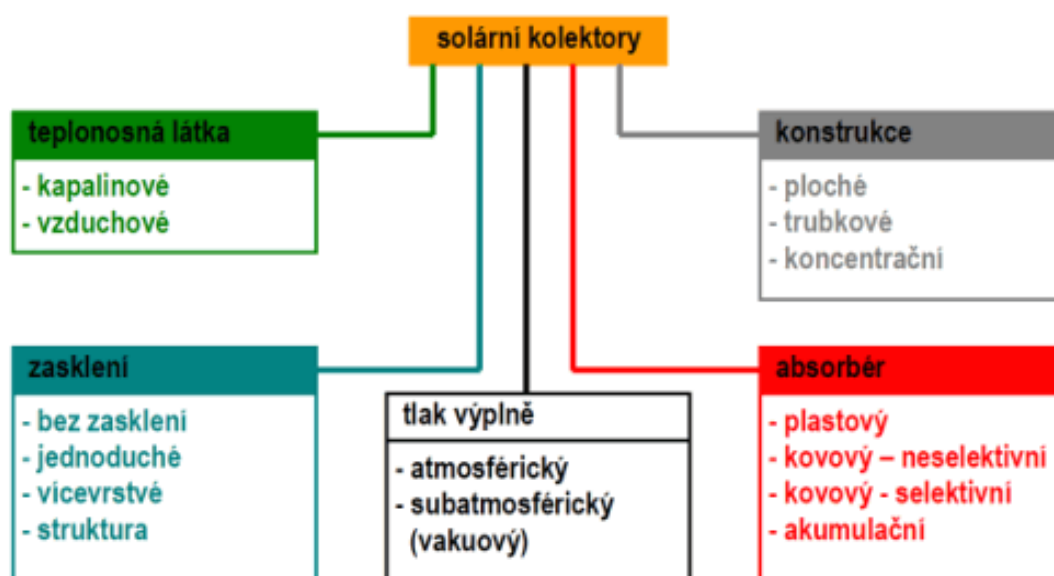 solární kolektory
teplonosná látka
- kapalinové
- vzduchové
konstrukce
- ploché
- trubkové
- koncentrační
zasklení
- bez zasklení
- jednoduché
- vícevrstvé
- struktura
tlak výplně
- atmosférický
- subatmosférický
(vakuový)
absorbér
- plastový
- kovový – neselektivní
- kovový - selektivní
- akumulační